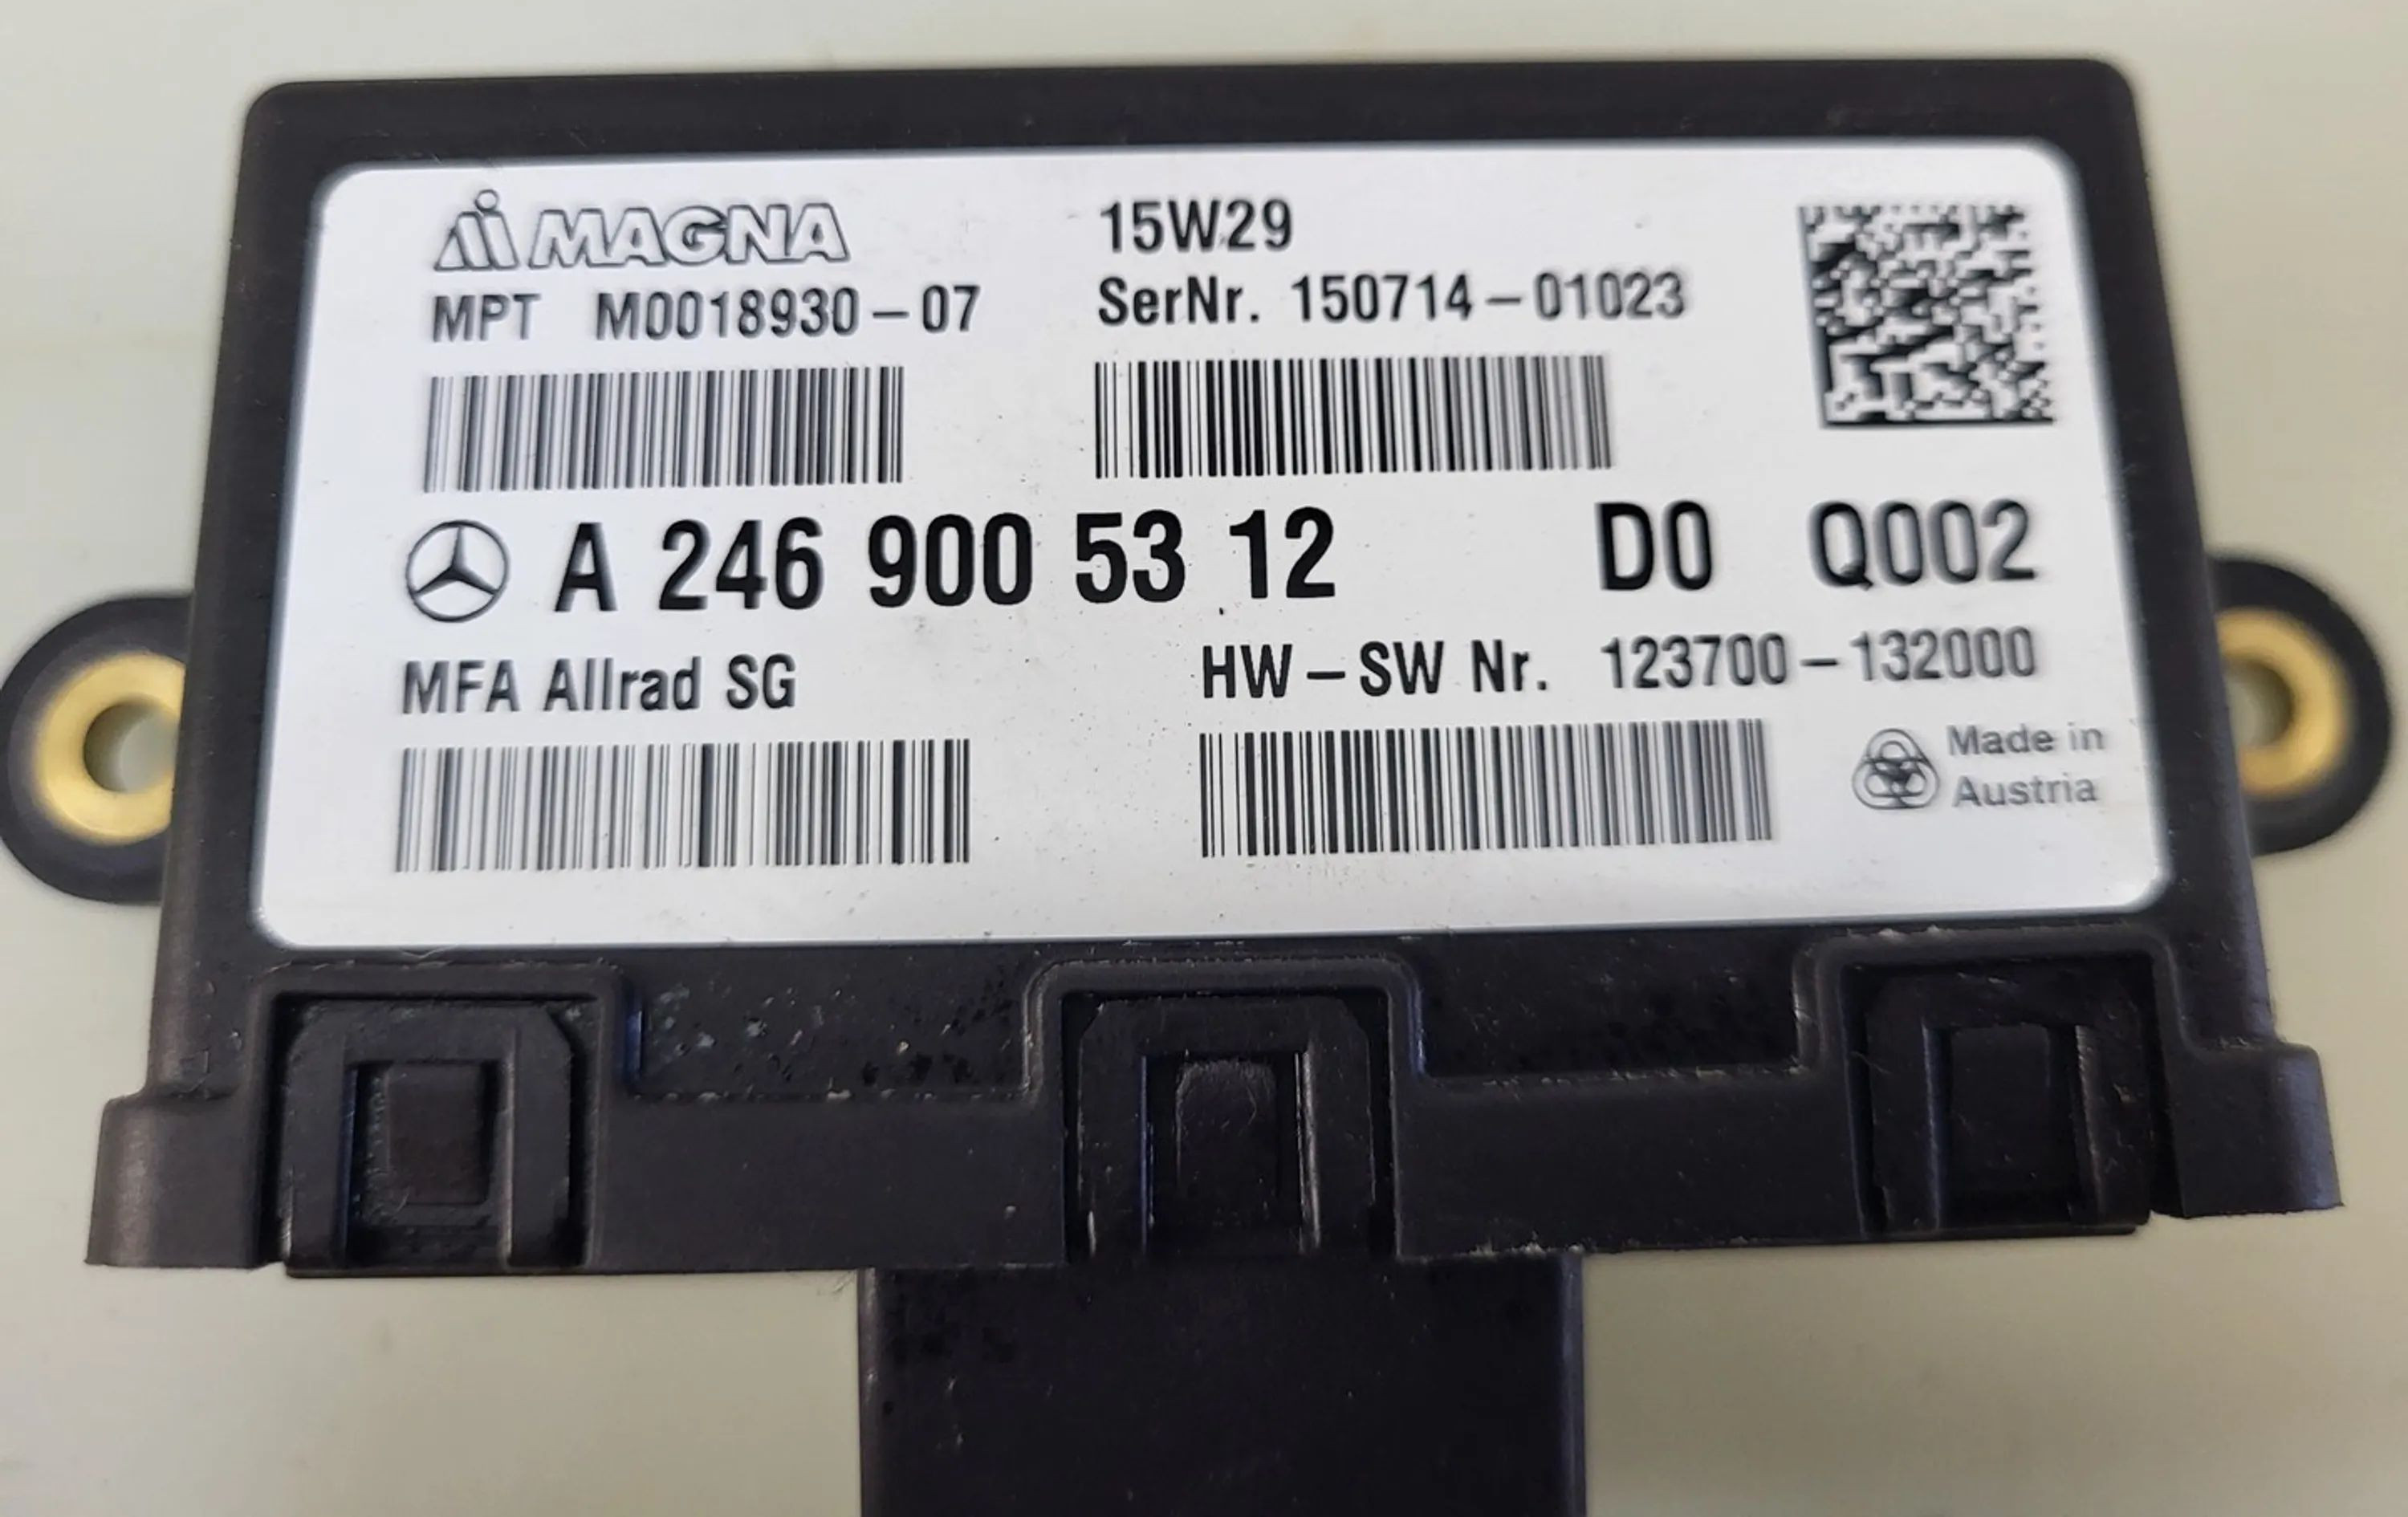 MAGNA
15W29
MPT M0018930-07
SerNr. 150714-01023
A 246 900 53 12 D0 Q002
MFA Allrad SG
HW-SW Nr. 123700-132000
Made in
Austria